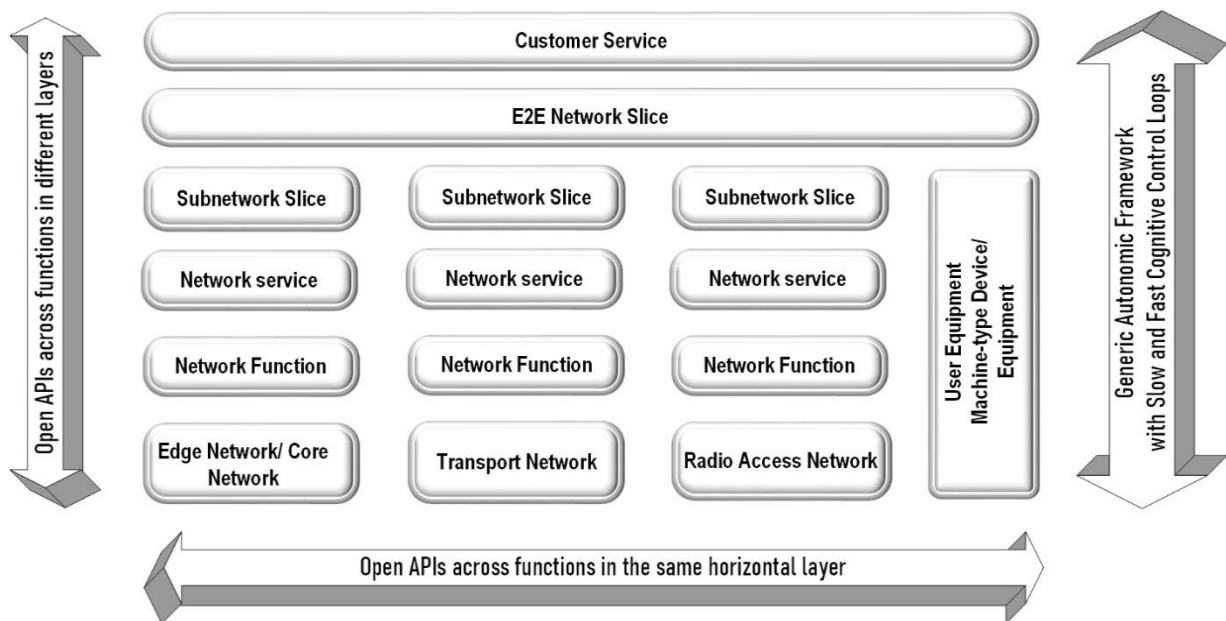 Open APIs across functions in different layers
Customer Service
E2E Network Slice
Subnetwork Slice
Subnetwork Slice
Subnetwork Slice
Network service
Network service
Network service
Network Function
Network Function
Network Function
Edge Network/ Core
Network
Transport Network
Radio Access Network
User Equipment
Machine-type Device/
Equipment
Generic Autonomic Framework
with Slow and Fast Cognitive Control Loops
Open APIs across functions in the same horizontal layer